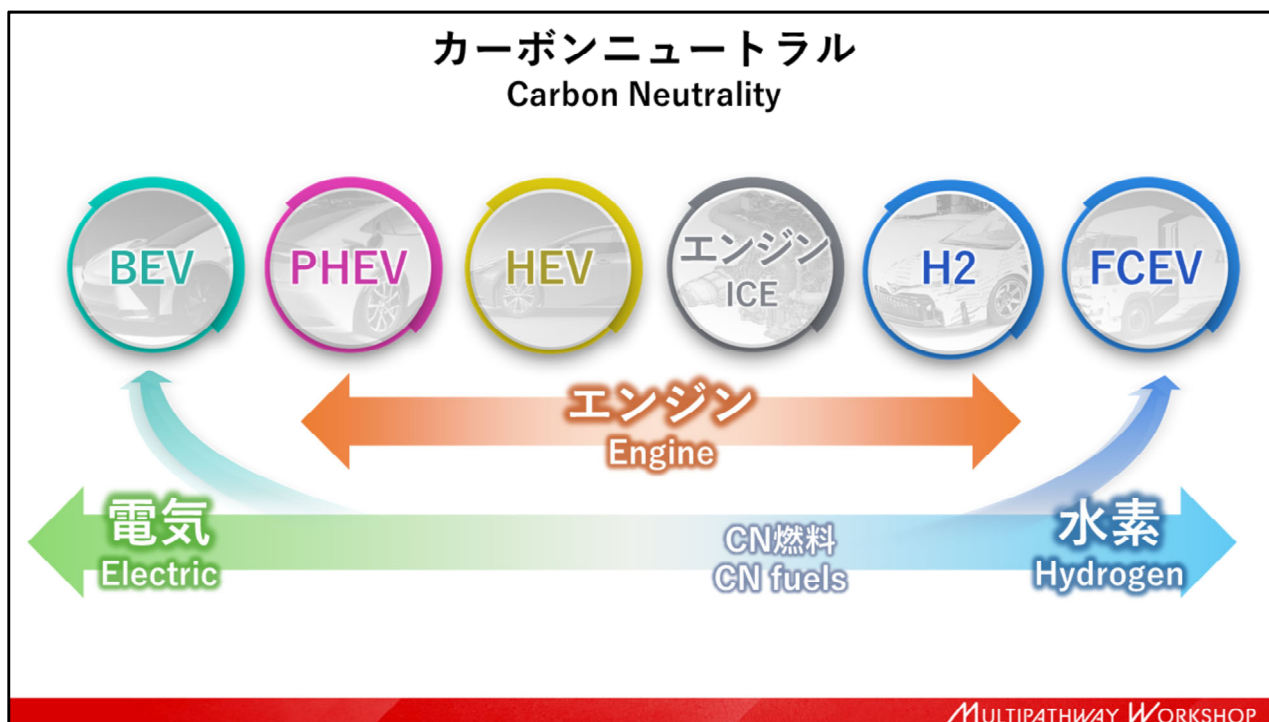 カーボンニュートラル
Carbon Neutrality
BEV
PHEV
HEV
エンジン
ICE
H2
FCEV
エンジン
Engine
電気
Electric
CN燃料
CN fuels
水素
Hydrogen
MULTIPATHWAY WORKSHOP